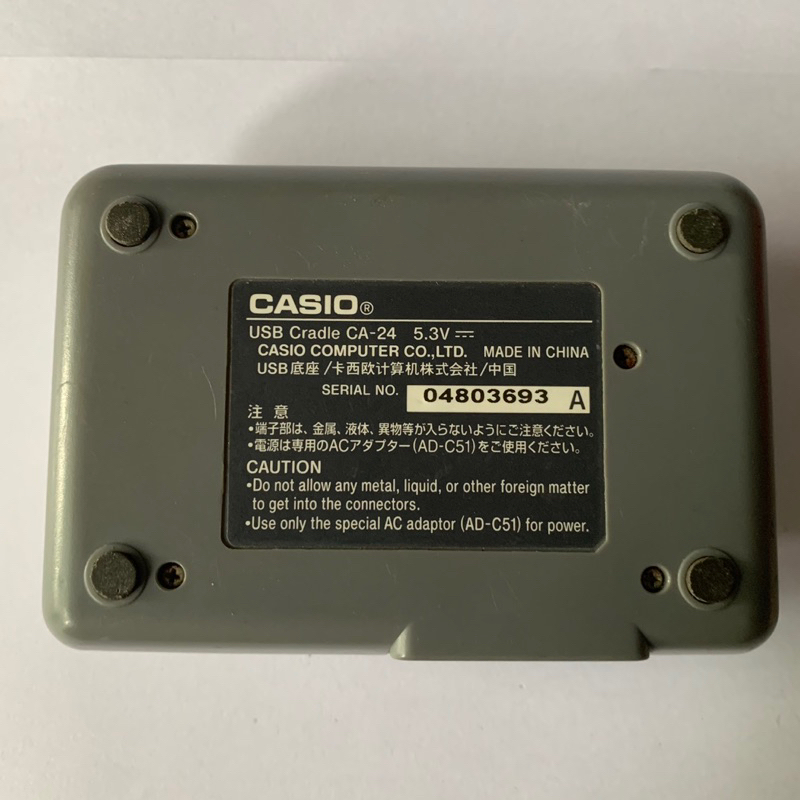 CASIO®
USB Cradle CA-24 5.3V ⎓
CASIO COMPUTER CO.,LTD. MADE IN CHINA
USB底座/卡西欧计算机株式会社/中国
SERIAL NO. 04803693 A
注意
•端子部は、金属、液体、異物等が入らないようにご注意ください。
•電源は専用のACアダプター(AD-C51)をご使用ください。
CAUTION
•Do not allow any metal, liquid, or other foreign matter
to get into the connectors.
•Use only the special AC adaptor (AD-C51) for power.